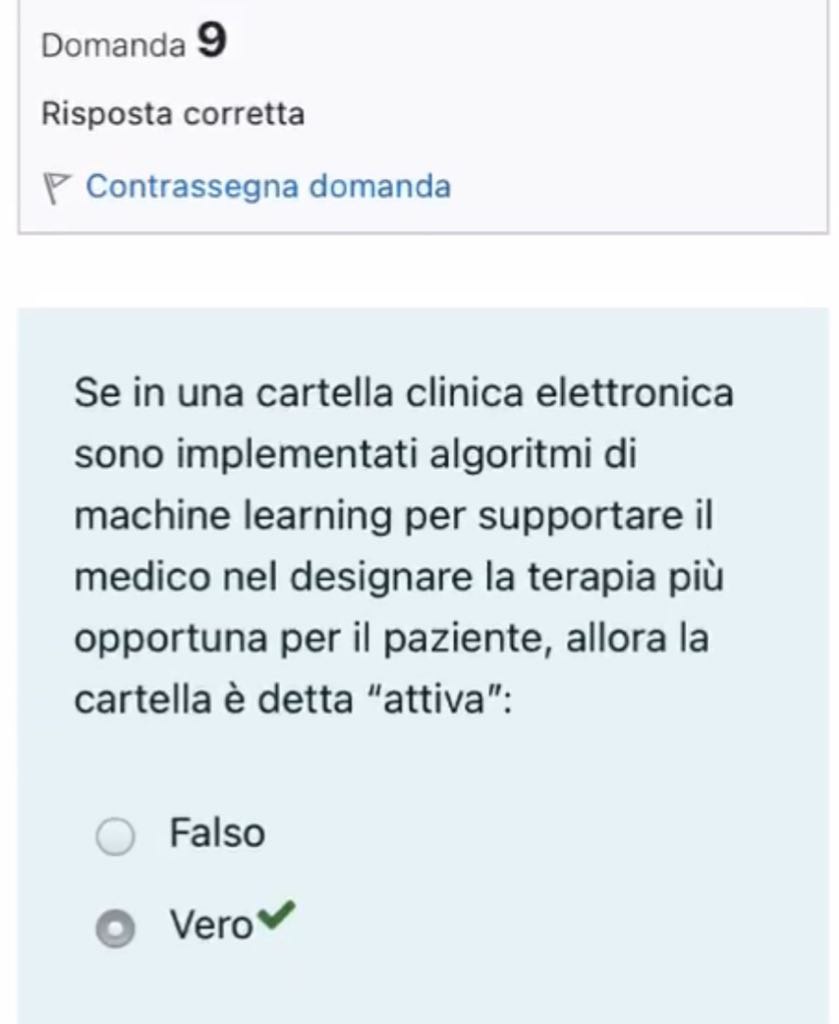 Domanda 9
Risposta corretta
Contrassegna domanda
Se in una cartella clinica elettronica
sono implementati algoritmi di
machine learning per supportare il
medico nel designare la terapia più
opportuna per il paziente, allora la
cartella è detta “attiva”:
Falso
Vero